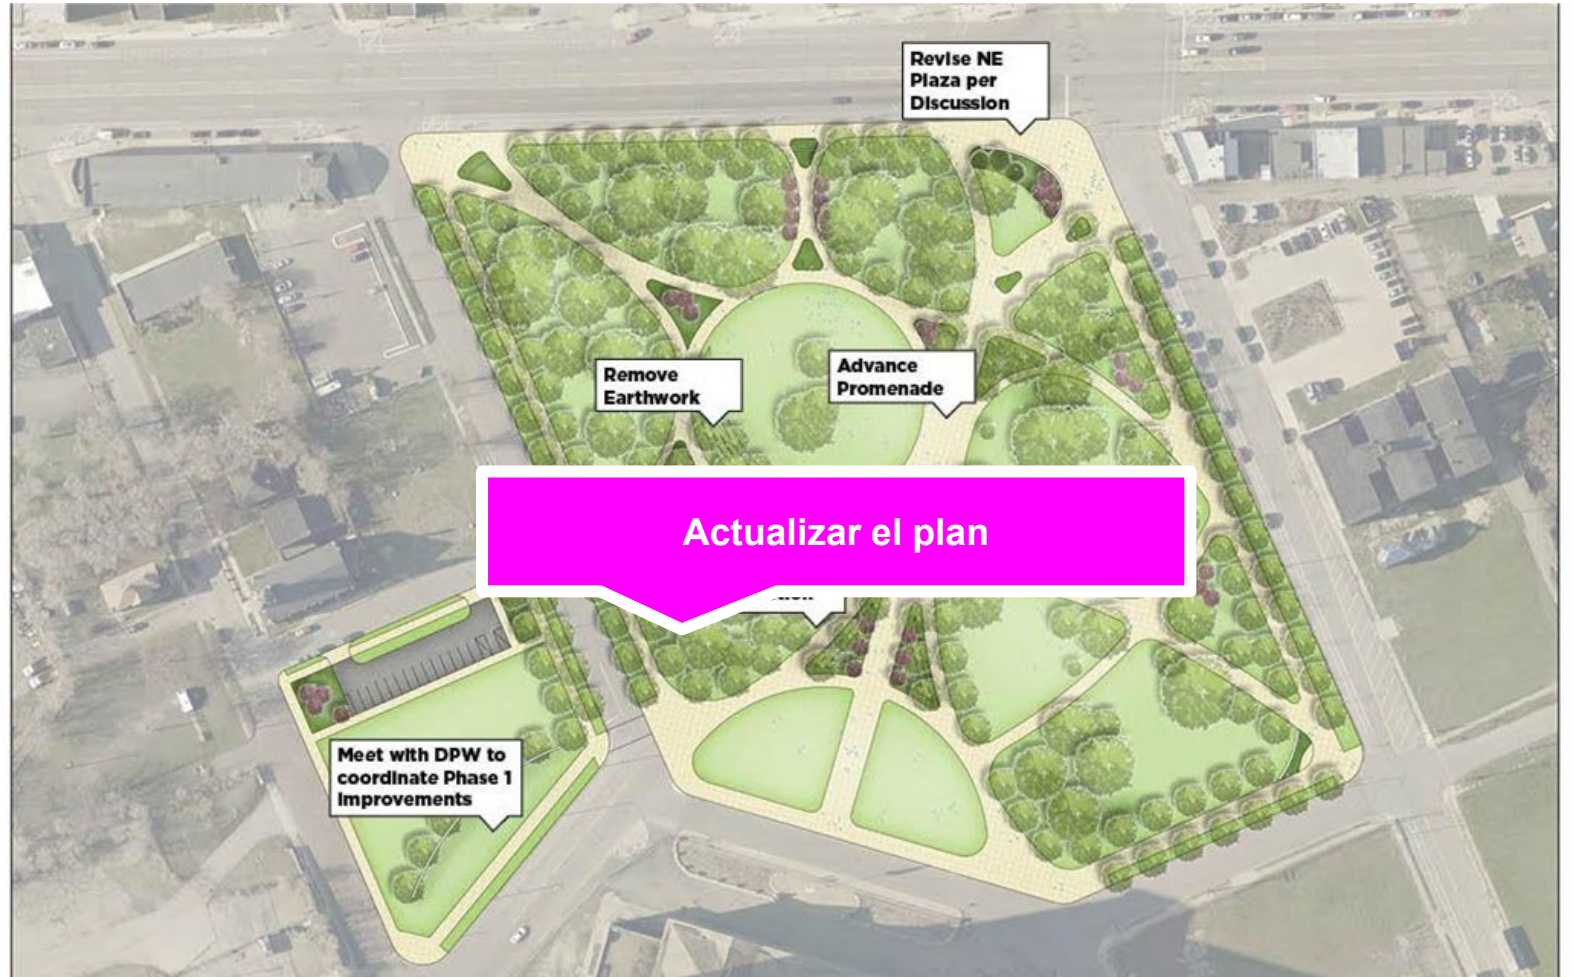 Revise NE
Plaza per
Discussion
Remove
Earthwork
Advance
Promenade
Actualizar el plan
Meet with DPW to
coordinate Phase 1
Improvements